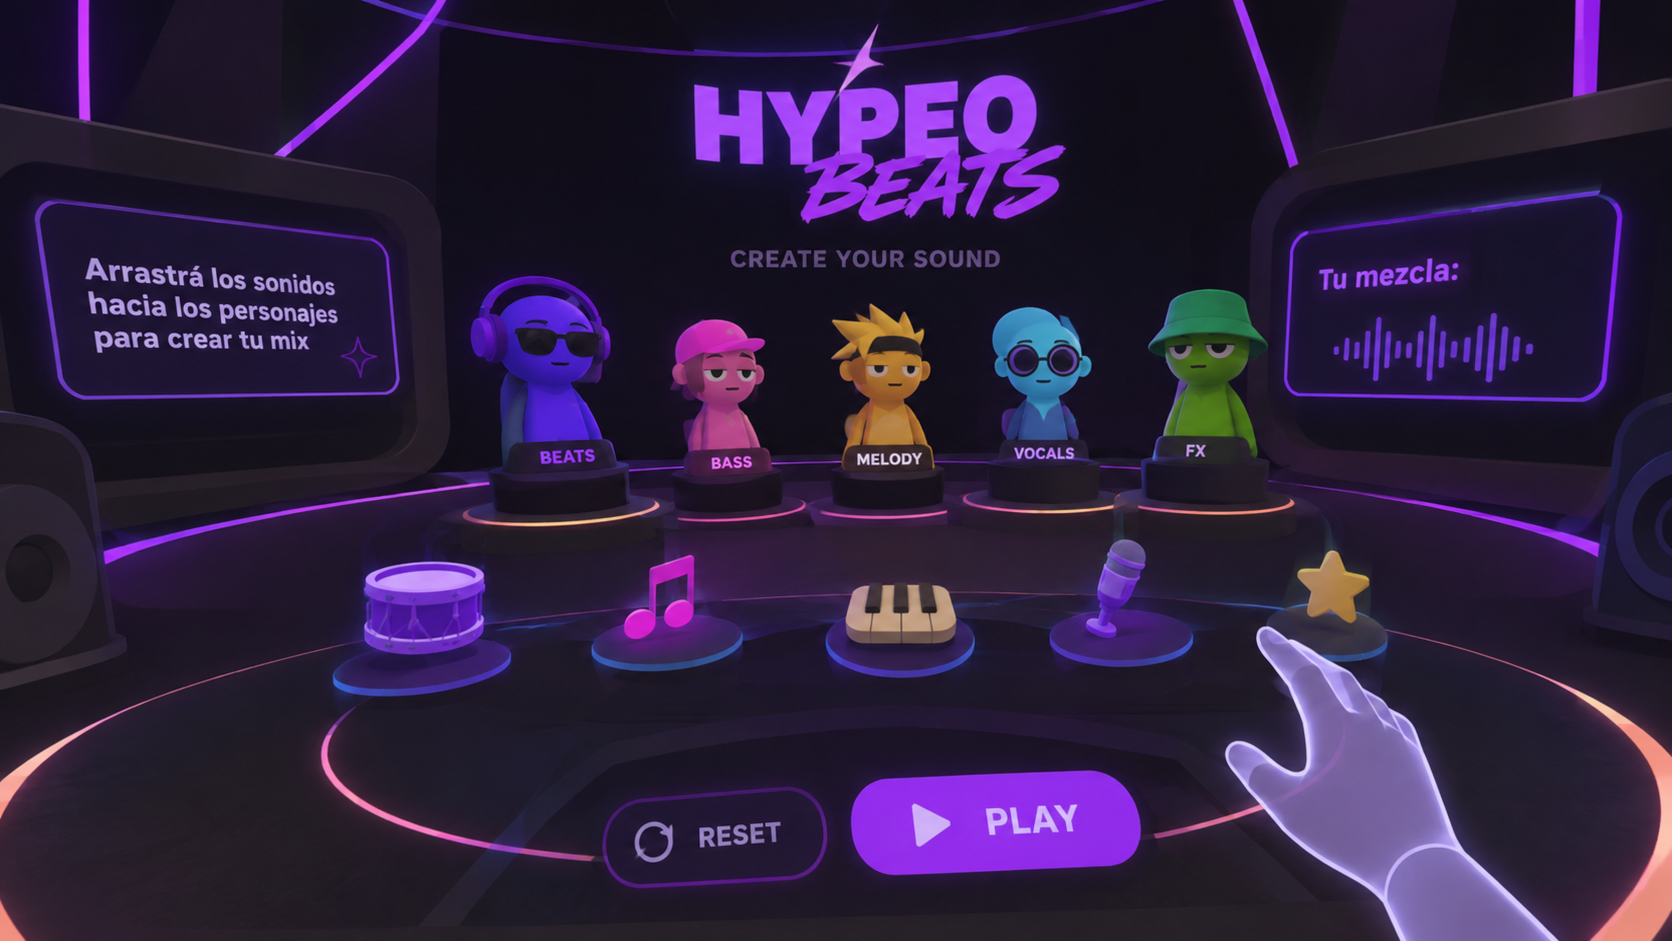 HYPEO
BEATS
CREATE YOUR SOUND
Arrastrá los sonidos
hacia los personajes
para crear tu mix
Tu mezcla:
BEATS
BASS
MELODY
VOCALS
FX
RESET
PLAY